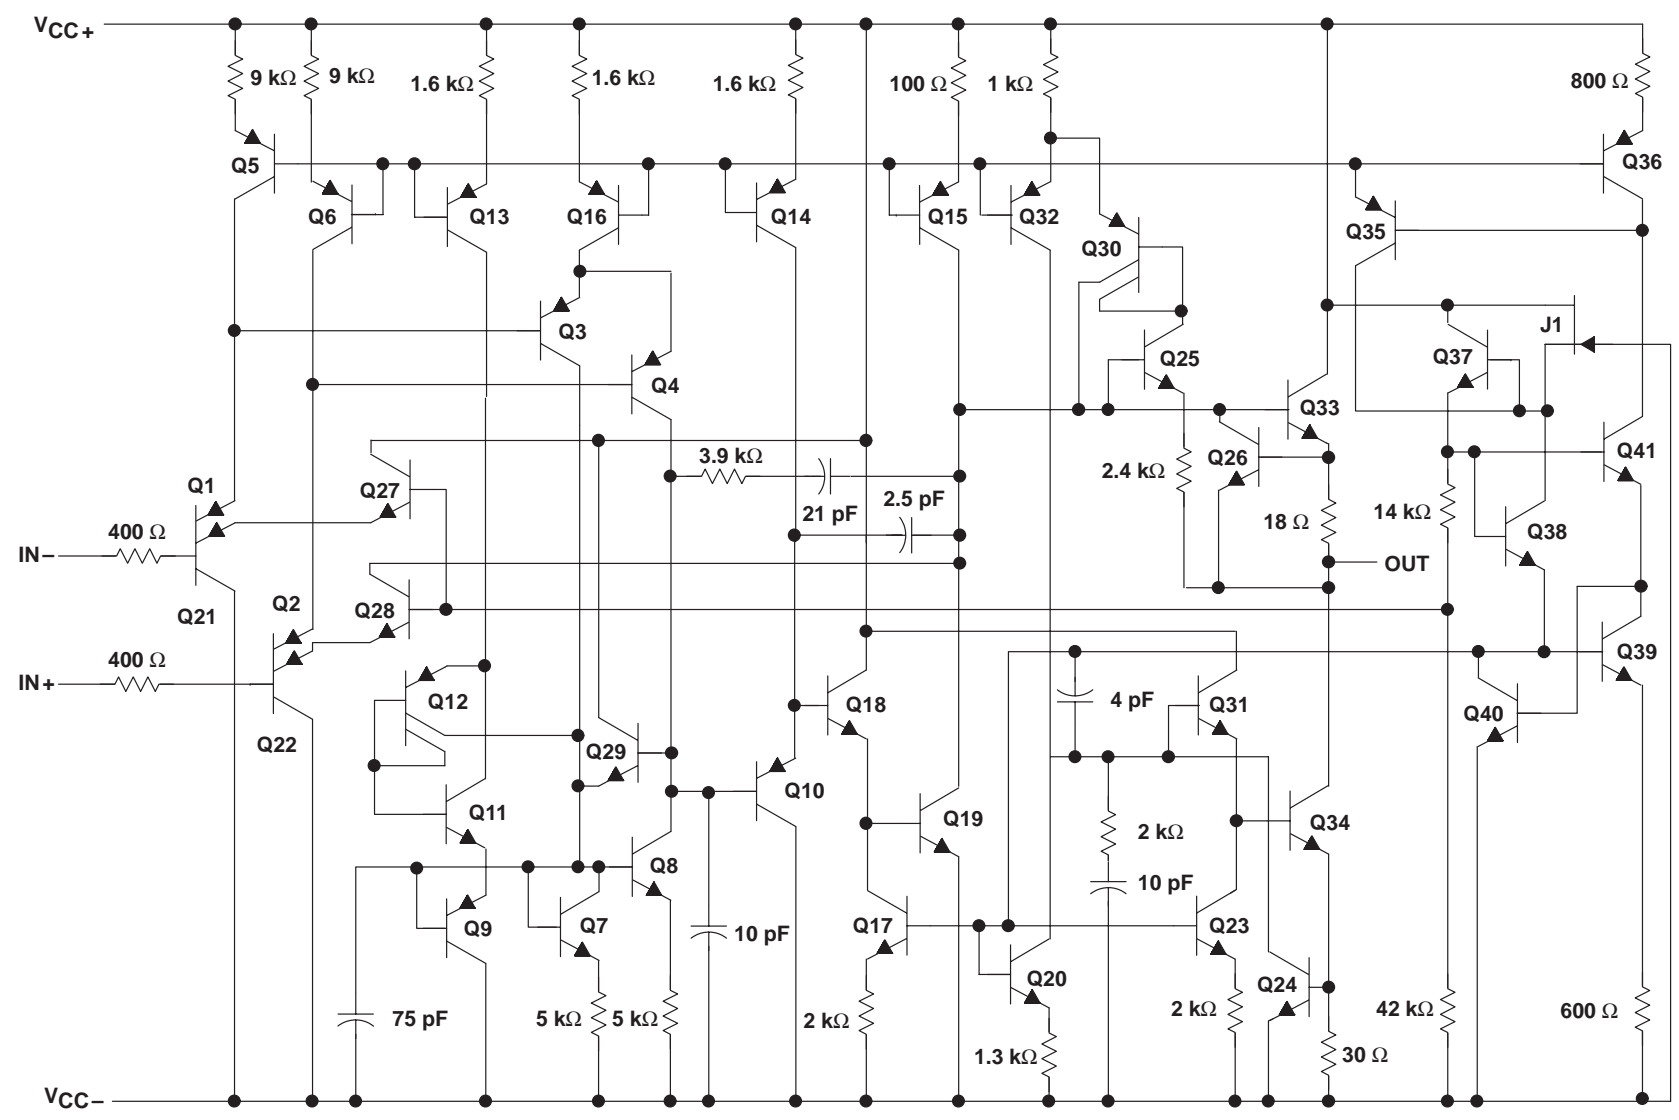 VCC+
9 kΩ 9 kΩ 1.6 kΩ 1.6 kΩ 1.6 kΩ 100 Ω 1 kΩ 800 Ω
Q5 Q36
Q6 Q13 Q16 Q14 Q15 Q32 Q35
Q30
Q3 J1
Q25 Q37
Q4
Q33
Q41
3.9 kΩ Q26
2.4 kΩ
Q1 Q27
21 pF 2.5 pF
18 Ω 14 kΩ
400 Ω Q38
IN− OUT
Q21 Q2 Q28
400 Ω Q39
IN+
Q12 Q18 4 pF Q31 Q40
Q22 Q29
Q10
Q11 Q19 2 kΩ Q34
Q8
10 pF
Q9 Q7 10 pF Q17 Q23
Q20 Q24
75 pF 5 kΩ 5 kΩ 2 kΩ 2 kΩ 42 kΩ 600 Ω
1.3 kΩ 30 Ω
VCC−